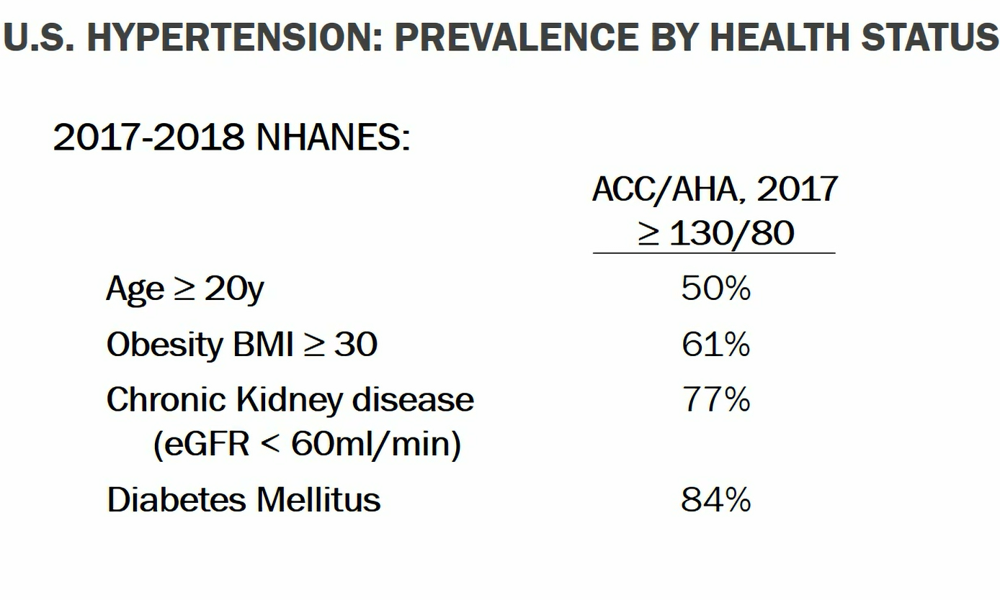 U.S. HYPERTENSION: PREVALENCE BY HEALTH STATUS
2017-2018 NHANES:
ACC/AHA, 2017
≥ 130/80
Age ≥ 20y 50%
Obesity BMI ≥ 30 61%
Chronic Kidney disease 77%
(eGFR < 60ml/min)
Diabetes Mellitus 84%